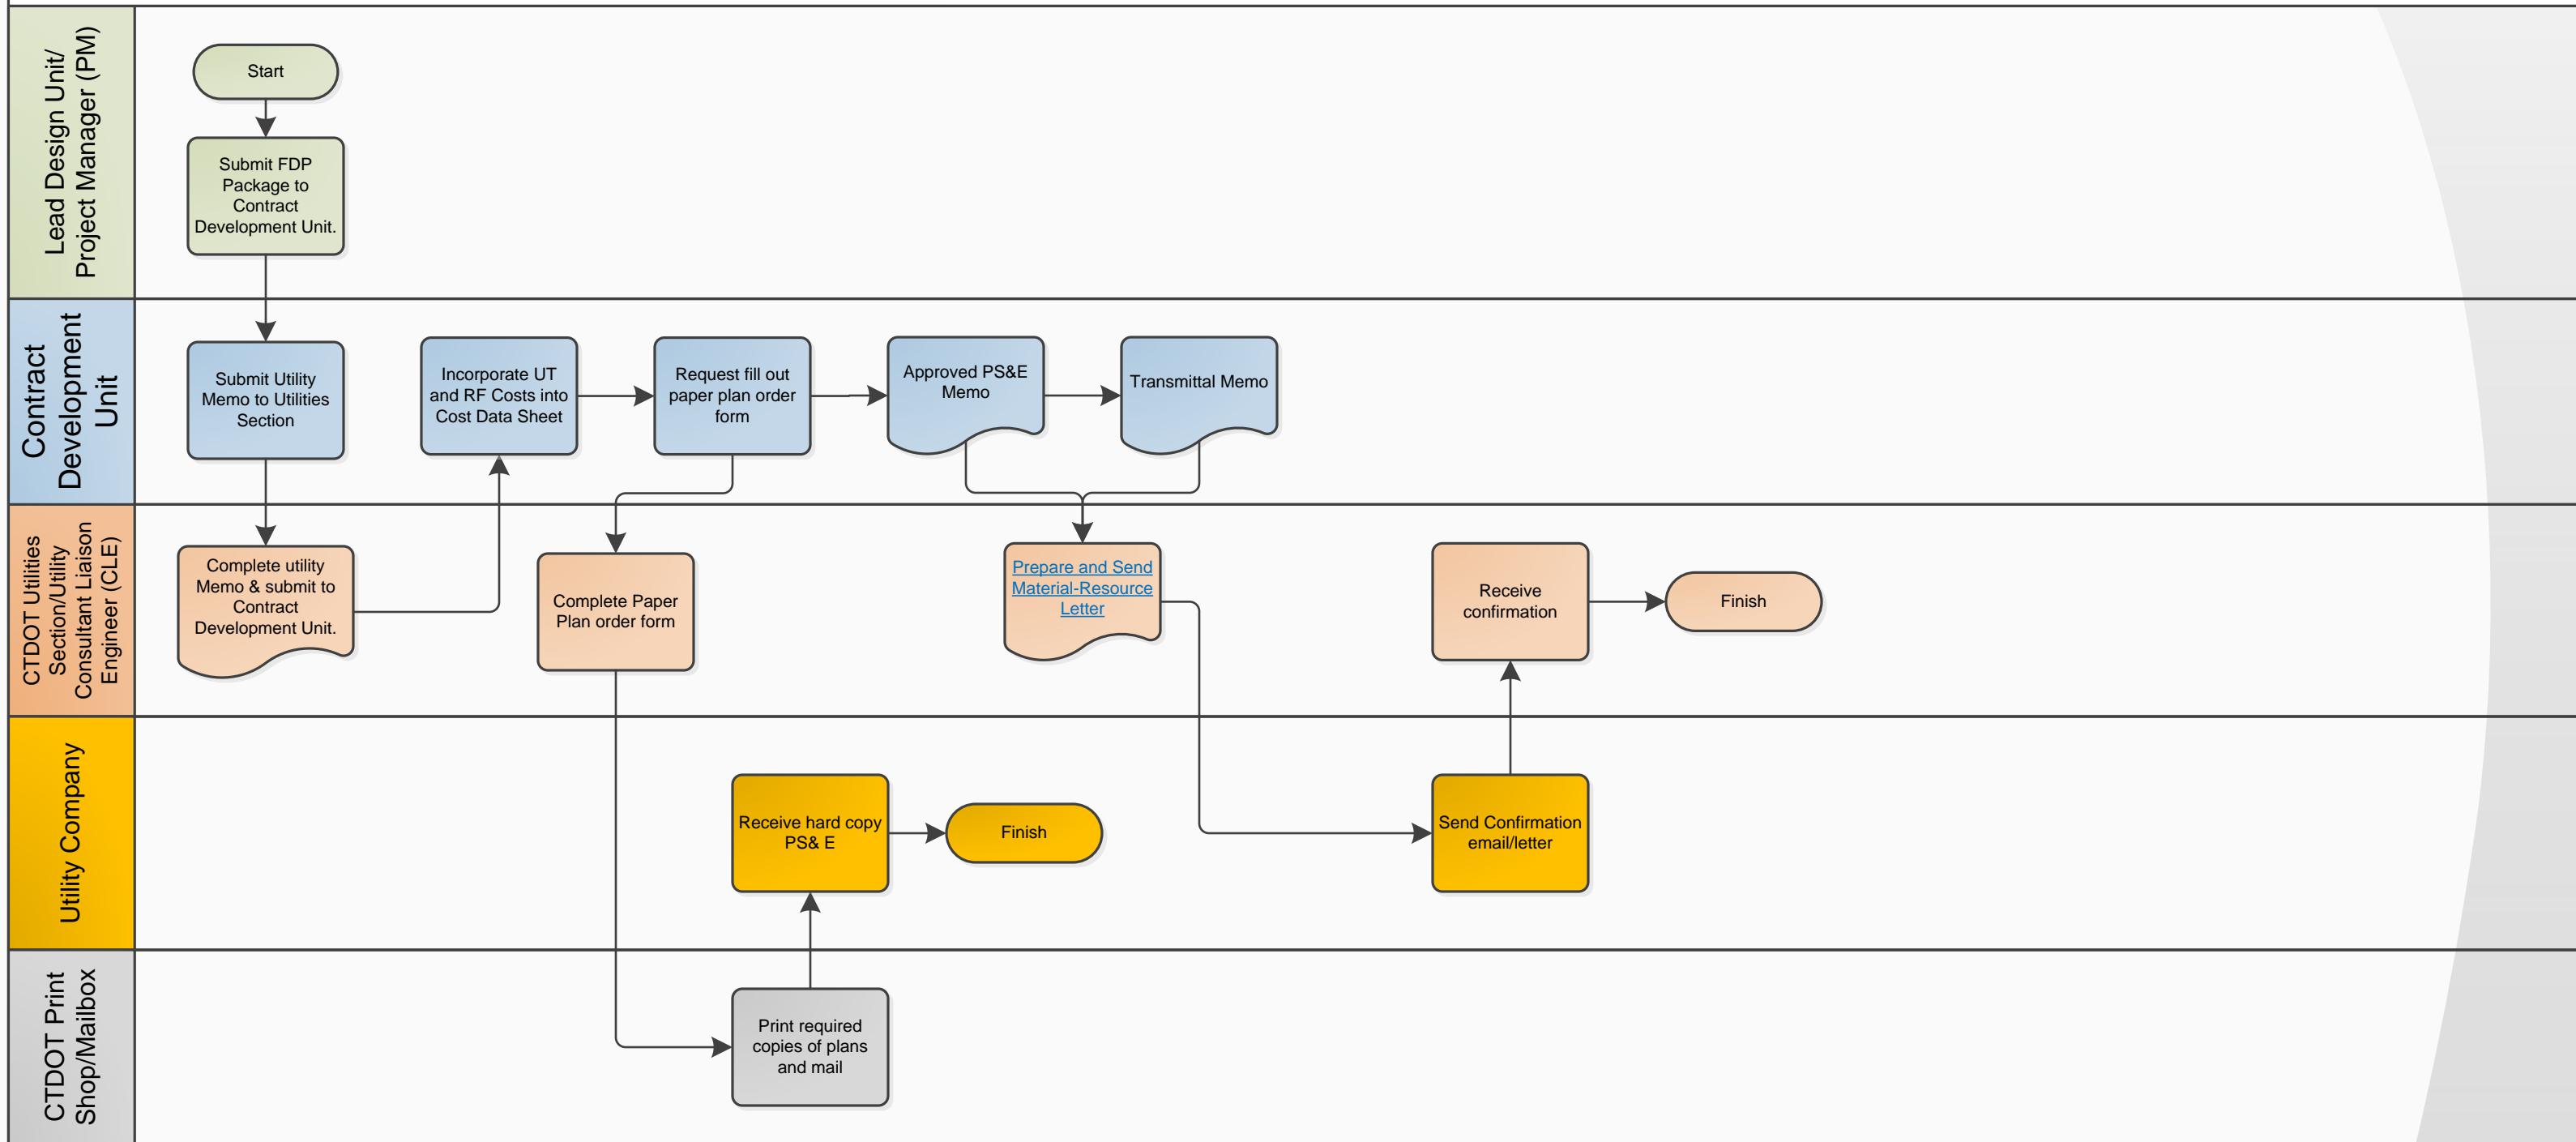 Lead Design Unit/
Project Manager (PM)
Start
Submit FDP
Package to
Contract
Development Unit.
Contract
Development
Unit
Submit Utility
Memo to Utilities
Section
Incorporate UT
and RF Costs into
Cost Data Sheet
Request fill out
paper plan order
form
Approved PS&E
Memo
Transmittal Memo
CTDOT Utilities
Section/Utility
Consultant Liaison
Engineer (CLE)
Complete utility
Memo & submit to
Contract
Development Unit.
Complete Paper
Plan order form
Prepare and Send
Material-Resource
Letter
Receive
confirmation
Finish
Utility Company
Receive hard copy
PS& E
Finish
Send Confirmation
email/letter
CTDOT Print
Shop/Mailbox
Print required
copies of plans
and mail